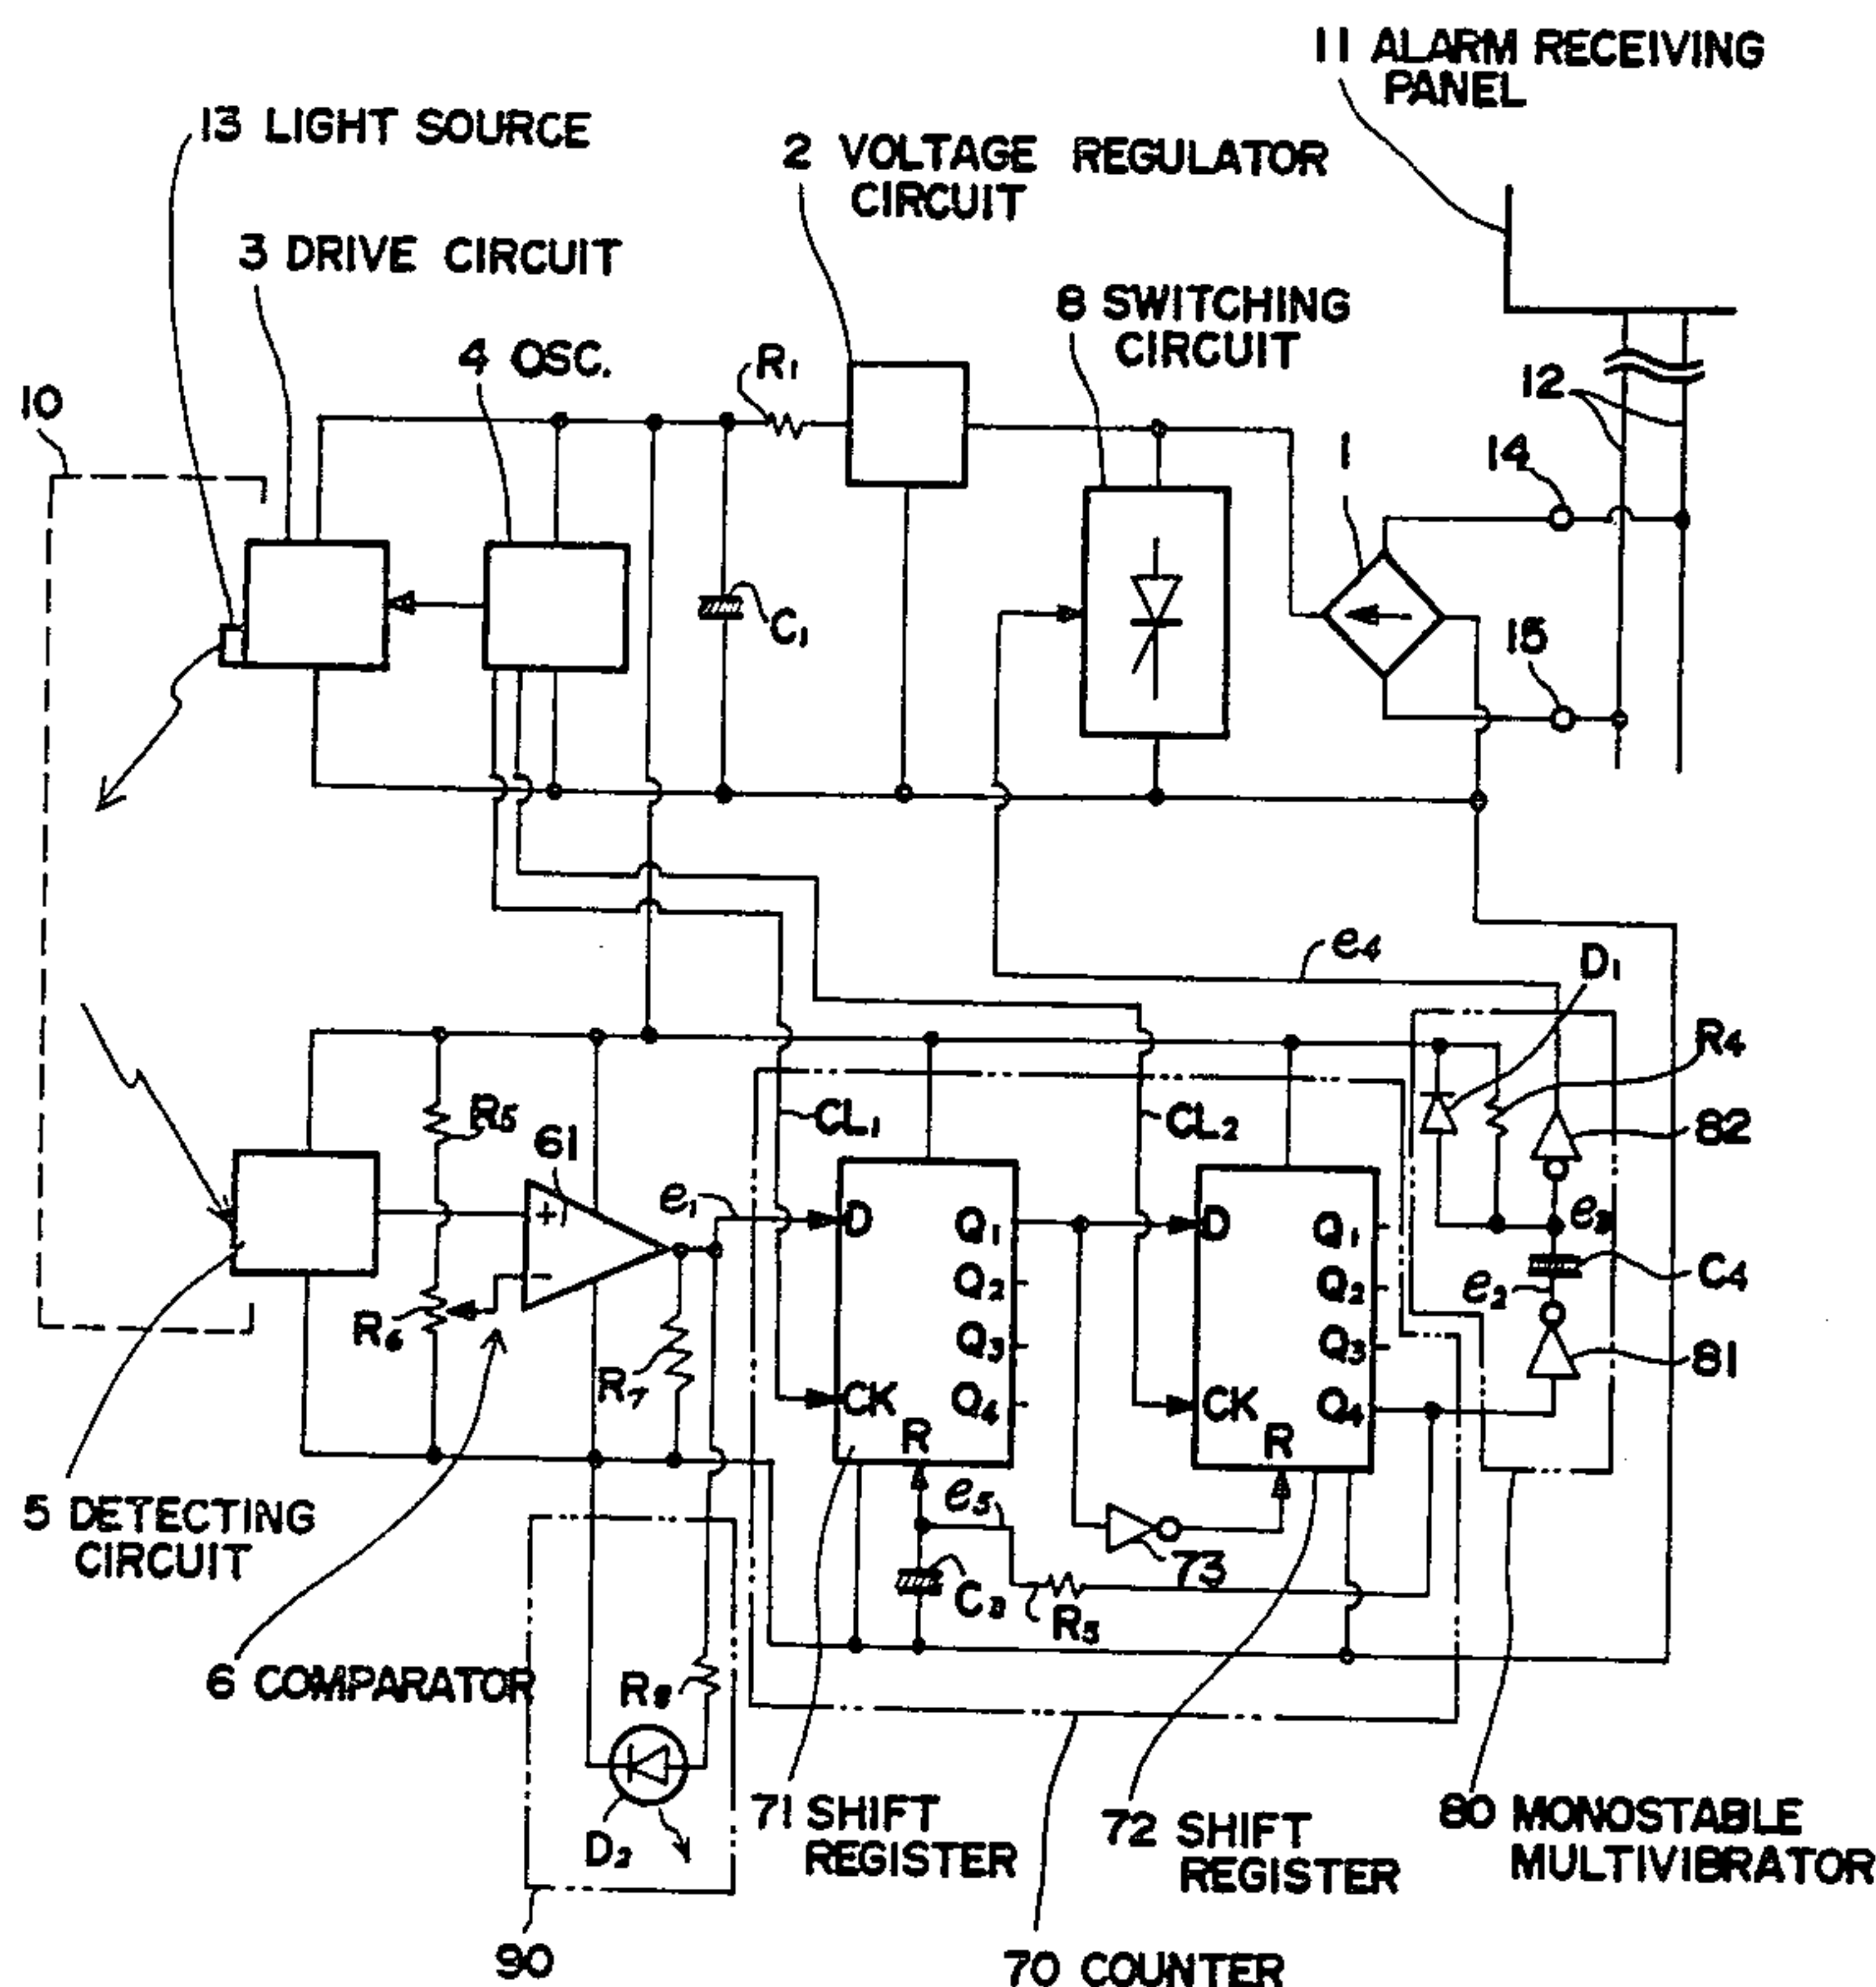 11 ALARM RECEIVING
PANEL
13 LIGHT SOURCE
2 VOLTAGE REGULATOR
CIRCUIT
3 DRIVE CIRCUIT
8 SWITCHING
CIRCUIT
4 OSC.
R1
10
12
1
14
C1
15
e4
D1
R4
R5
CL1
CL2
61
82
e1
D
Q1
D
Q1
e3
Q2
Q2
e2
C4
R6
Q3
Q3
81
R7
CK
Q4
CK
Q4
R
R
5 DETECTING
CIRCUIT
e5
73
C3
R3
6 COMPARATOR
R8
71 SHIFT
REGISTER
72 SHIFT
REGISTER
80 MONOSTABLE
MULTIVIBRATOR
D2
90
70 COUNTER